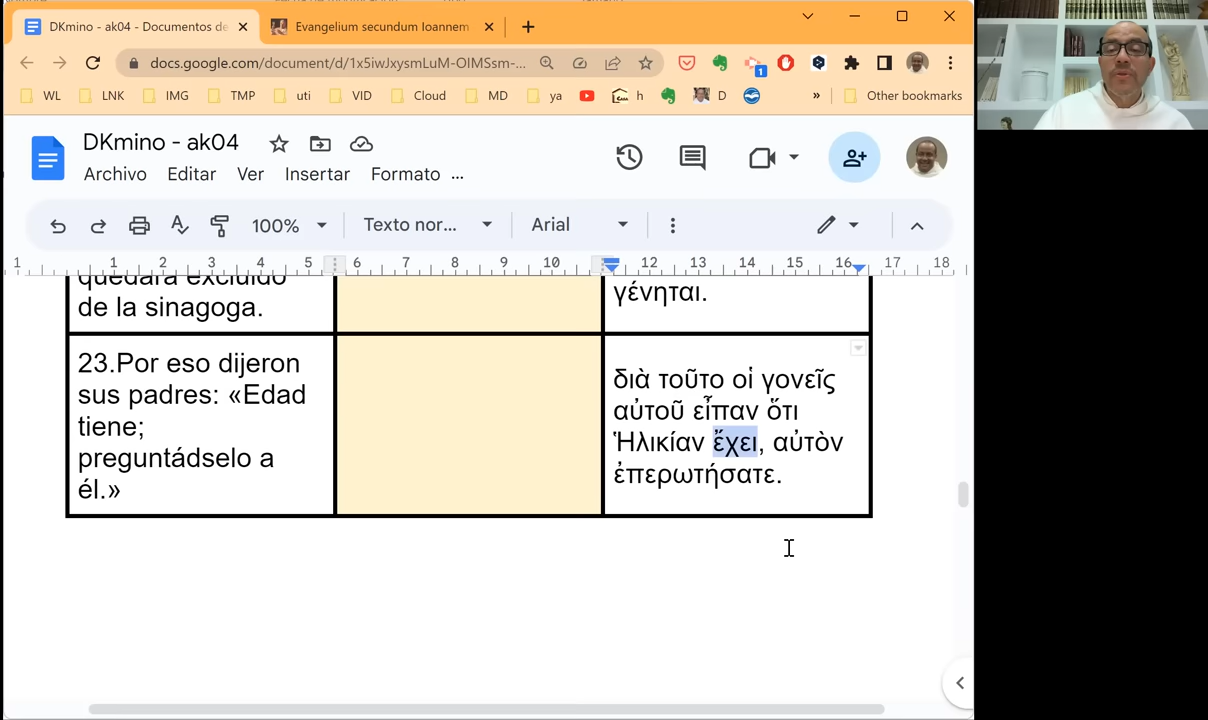 DKmino - ak04 - Documentos de
Evangelium secundum Ioannem
docs.google.com/document/d/1x5iwJxysmLuM-OIMSsm-...
1
WL
LNK
IMG
TMP
uti
VID
Cloud
MD
ya
h
D
»
Other bookmarks
DKmino - ak04
Archivo Editar Ver Insertar Formato ...
100% Texto nor... Arial
1 1 2 3 4 5 6 7 8 9 10 12 13 14 15 16 17 18
quedara excluido
de la sinagoga.
γένηται.
23.Por eso dijeron
sus padres: «Edad
tiene;
preguntádselo a
él.»
διὰ τοῦτο οἱ γονεῖς
αὐτοῦ εἶπαν ὅτι
Ἡλικίαν ἔχει, αὐτὸν
ἐπερωτήσατε.